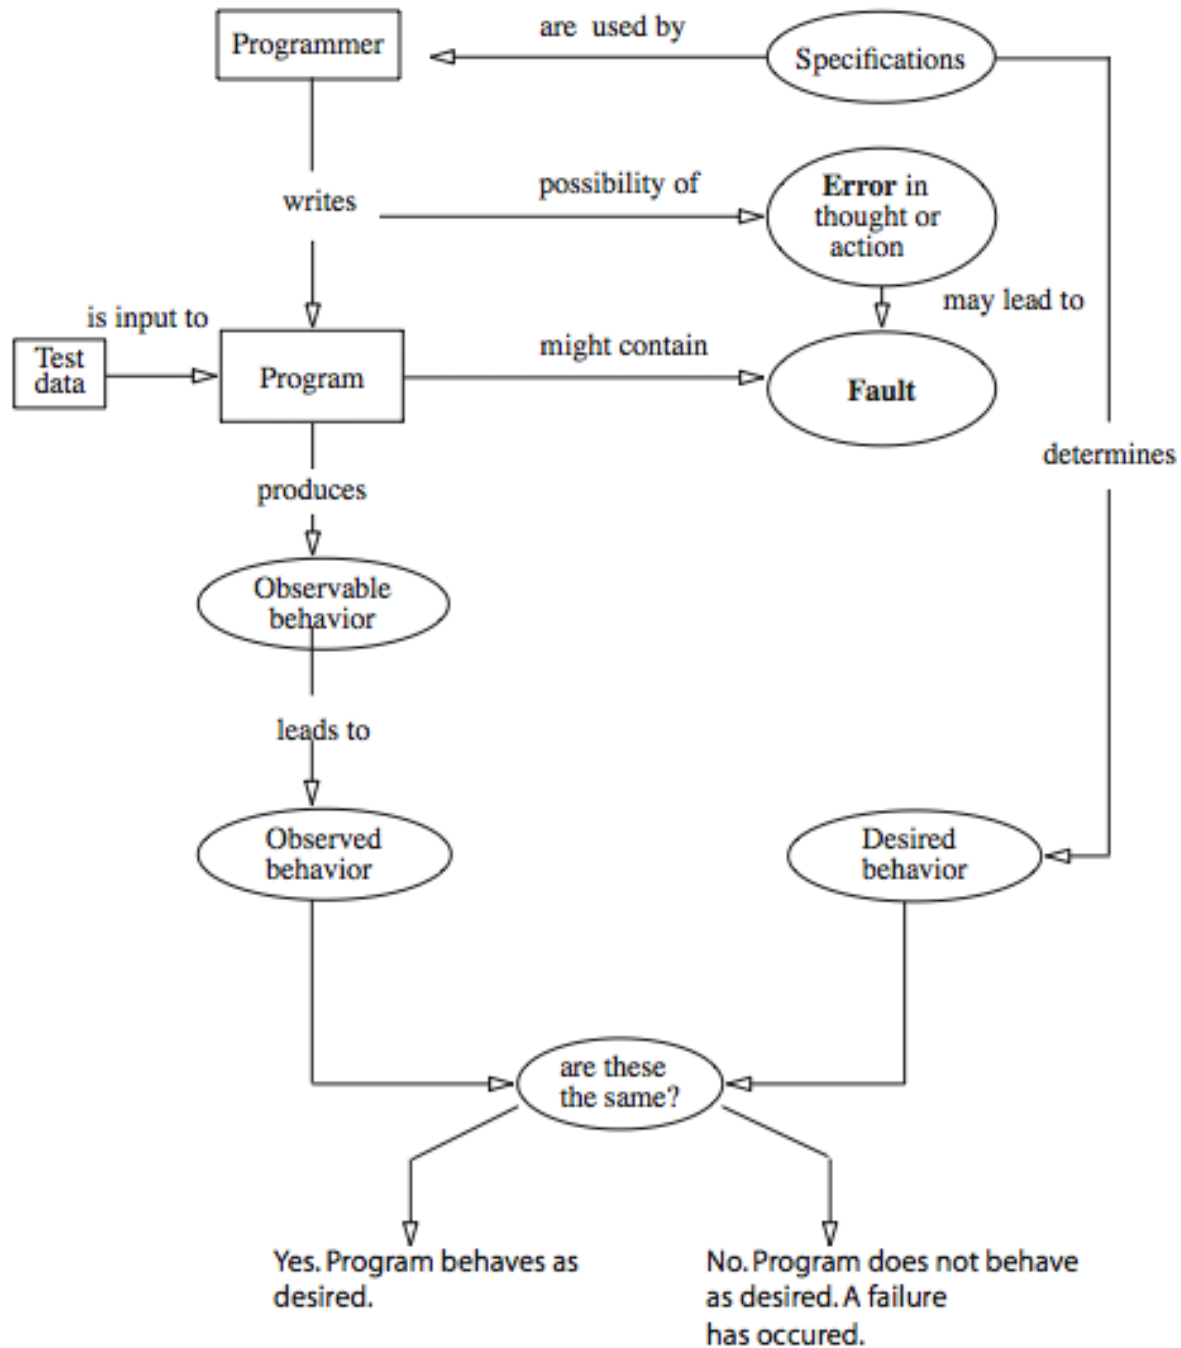 Programmer
are used by
Specifications
writes
possibility of
Error in
thought or
action
is input to
may lead to
Test
data
Program
might contain
Fault
determines
produces
Observable
behavior
leads to
Observed
behavior
Desired
behavior
are these
the same?
Yes. Program behaves as
desired.
No. Program does not behave
as desired. A failure
has occured.